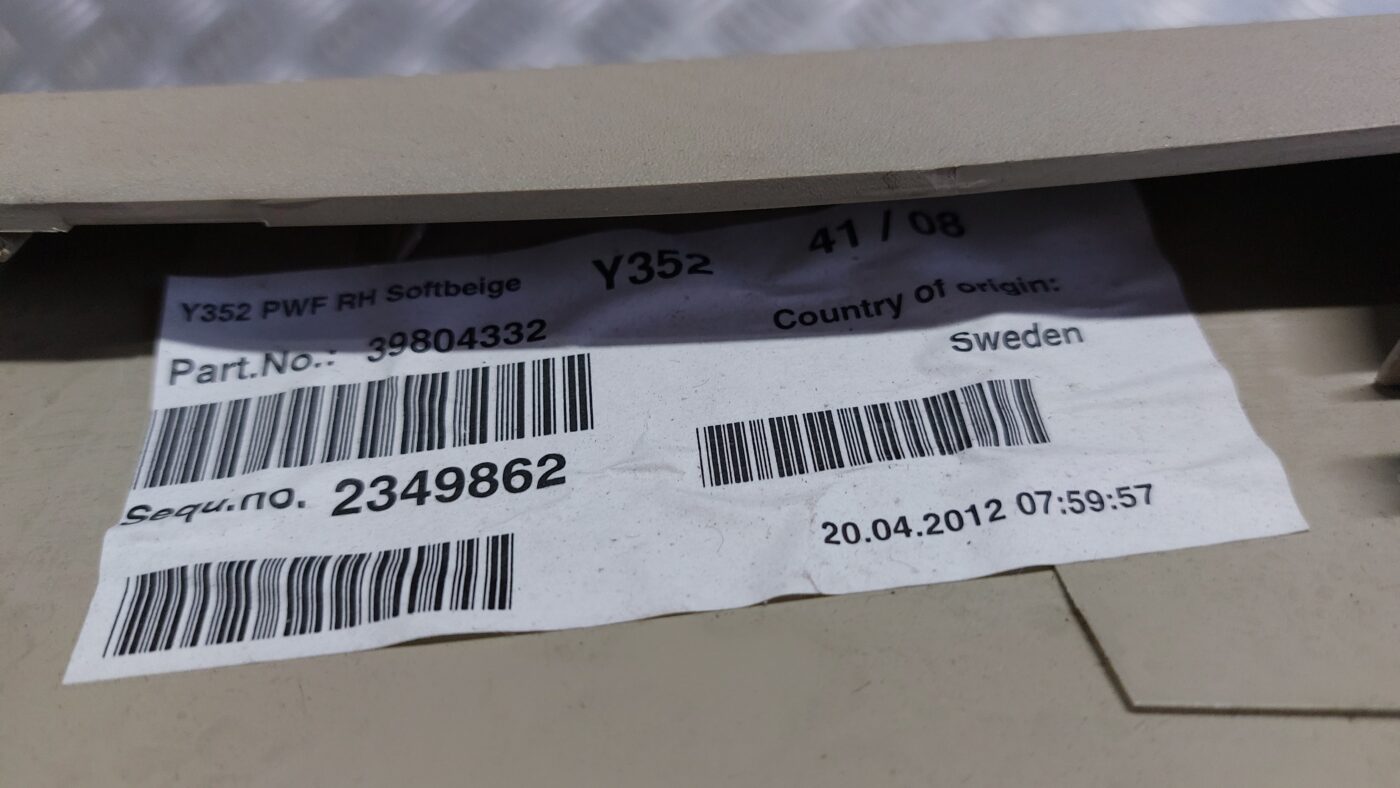 Y352 PWF RH Softbeige
Y352
41 / 08
Part.No.: 39804332
Country of origin:
Sweden
Sequ.no. 2349862
20.04.2012 07:59:57